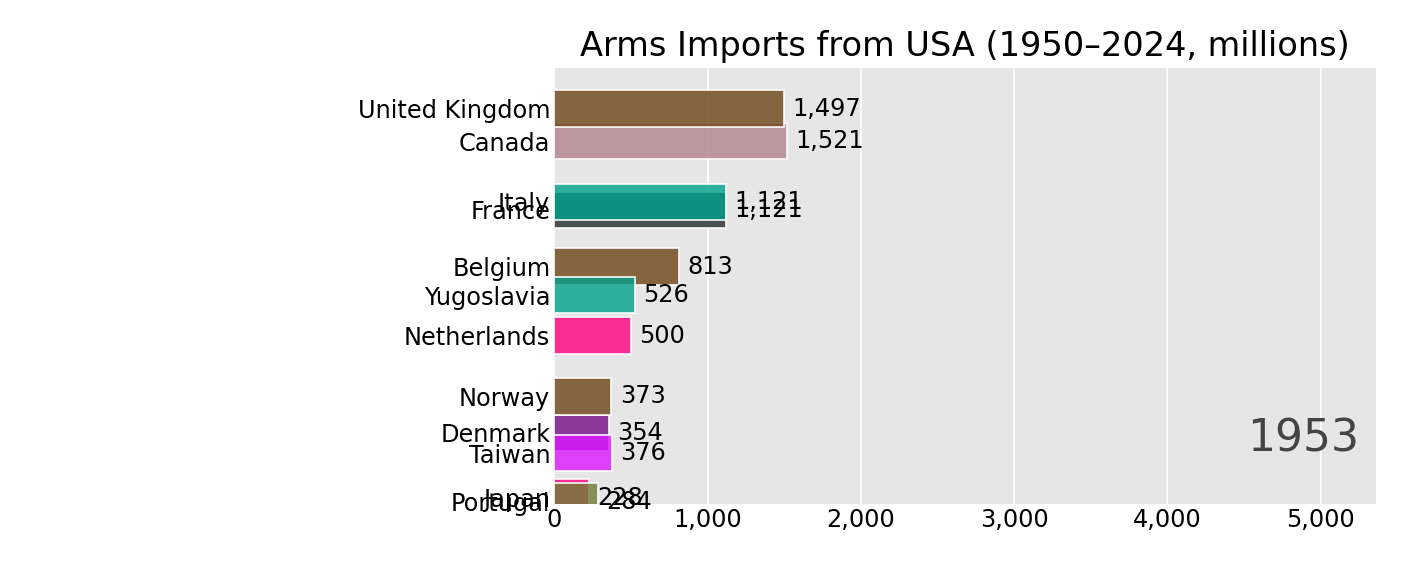 Arms Imports from USA (1950–2024, millions)
United Kingdom 1,497
Canada 1,521
Italy 1,121
France 1,121
Belgium 813
Yugoslavia 526
Netherlands 500
Norway 373
Denmark 354
1953
Taiwan 376
Japan 228
Portugal 284
0 1,000 2,000 3,000 4,000 5,000